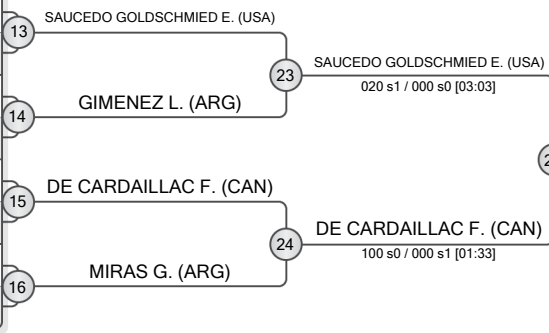 13
SAUCEDO GOLDSCHMIED E. (USA)
23
SAUCEDO GOLDSCHMIED E. (USA)
020 s1 / 000 s0 [03:03]
14
GIMENEZ L. (ARG)
15
DE CARDAILLAC F. (CAN)
24
DE CARDAILLAC F. (CAN)
100 s0 / 000 s1 [01:33]
16
MIRAS G. (ARG)